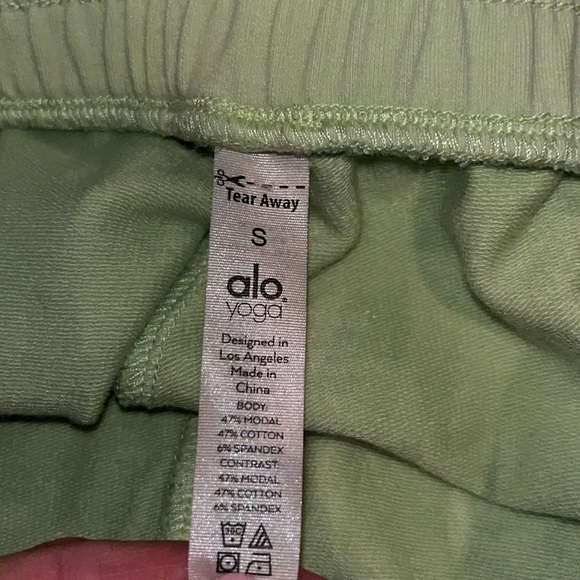 Tear Away
S
alo
yoga
Designed in
Los Angeles
Made in
China
BODY:
47% MODAL
47% COTTON
6% SPANDEX
CONTRAST:
47% MODAL
47% COTTON
6% SPANDEX
30C